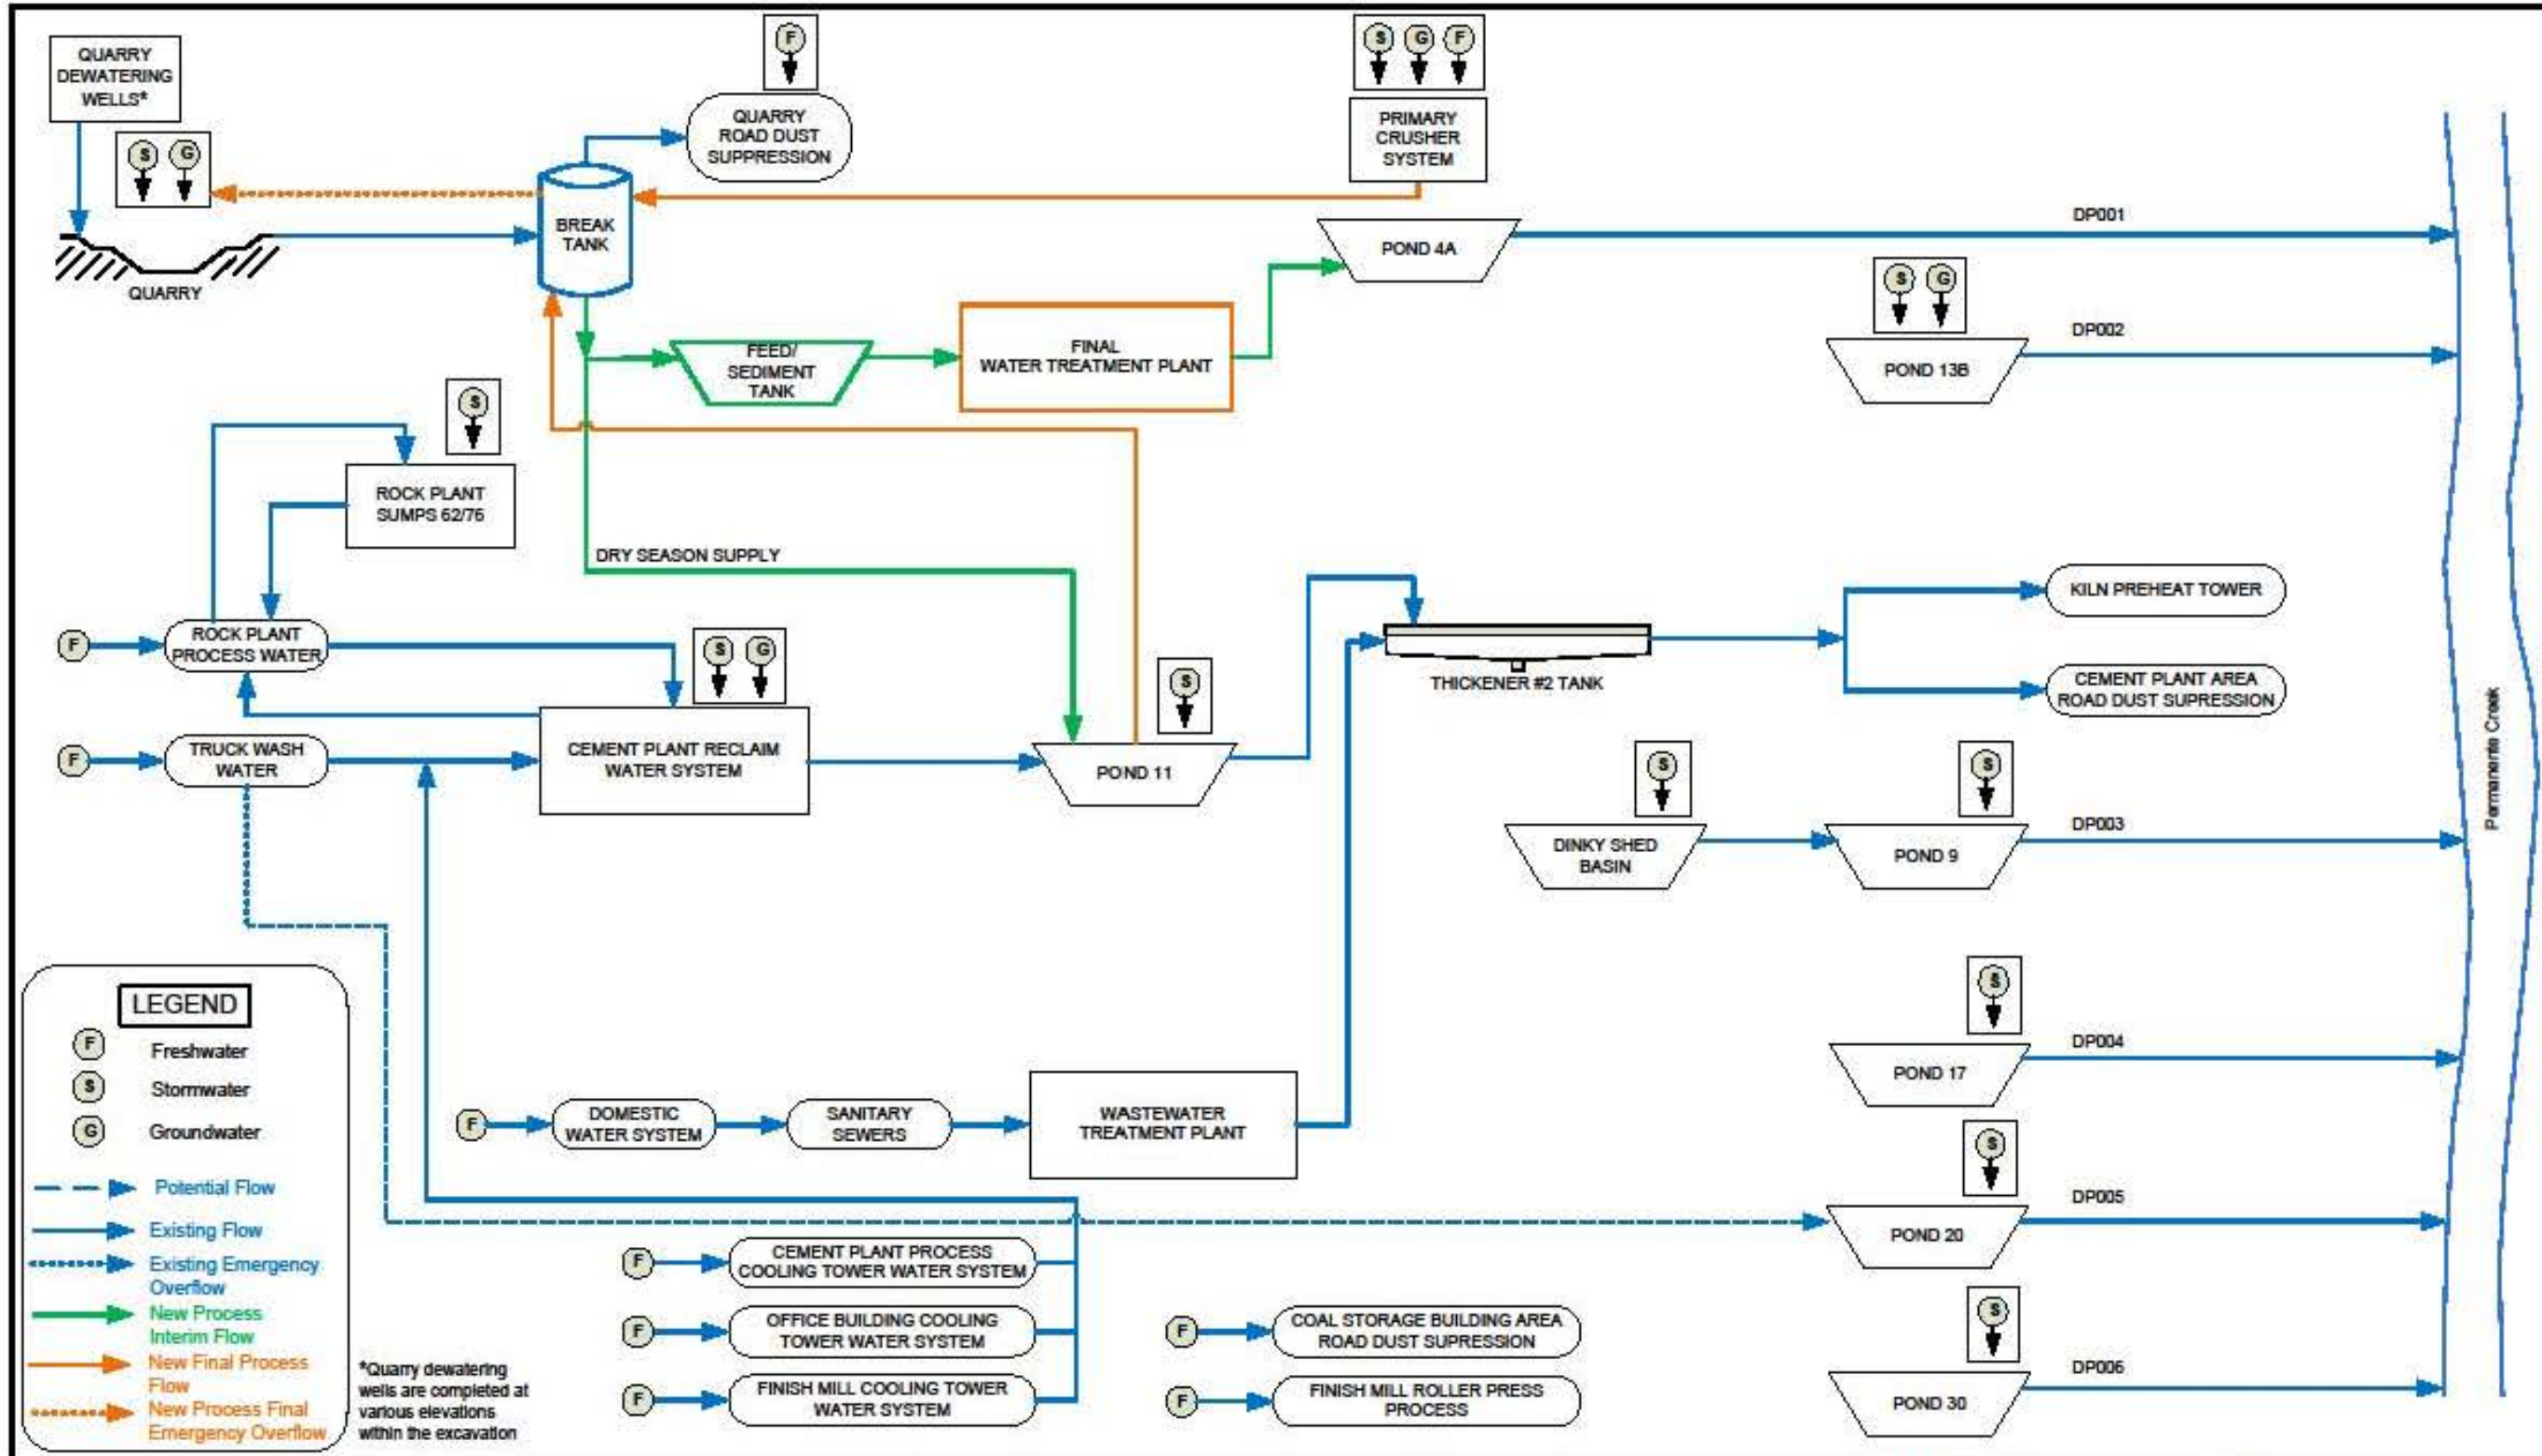 QUARRY
DEWATERING
WELLS*
S G
QUARRY
F
QUARRY
ROAD DUST
SUPPRESSION
BREAK
TANK
S G F
PRIMARY
CRUSHER
SYSTEM
POND 4A
DP001
S G
POND 13B
DP002
FEED/
SEDIMENT
TANK
FINAL
WATER TREATMENT PLANT
S
ROCK PLANT
SUMPS 62/76
DRY SEASON SUPPLY
F
ROCK PLANT
PROCESS WATER
S G
F
TRUCK WASH
WATER
CEMENT PLANT RECLAIM
WATER SYSTEM
S
POND 11
THICKENER #2 TANK
KILN PREHEAT TOWER
CEMENT PLANT AREA
ROAD DUST SUPRESSION
Permanente Creek
S
DINKY SHED
BASIN
S
POND 9
DP003
S
POND 17
DP004
F
DOMESTIC
WATER SYSTEM
SANITARY
SEWERS
WASTEWATER
TREATMENT PLANT
S
POND 20
DP005
F
CEMENT PLANT PROCESS
COOLING TOWER WATER SYSTEM
F
OFFICE BUILDING COOLING
TOWER WATER SYSTEM
F
FINISH MILL COOLING TOWER
WATER SYSTEM
F
COAL STORAGE BUILDING AREA
ROAD DUST SUPRESSION
F
FINISH MILL ROLLER PRESS
PROCESS
S
POND 30
DP006
LEGEND
F Freshwater
S Stormwater
G Groundwater
Potential Flow
Existing Flow
Existing Emergency
Overflow
New Process
Interim Flow
New Final Process
Flow
New Process Final
Emergency Overflow
*Quarry dewatering
wells are completed at
various elevations
within the excavation